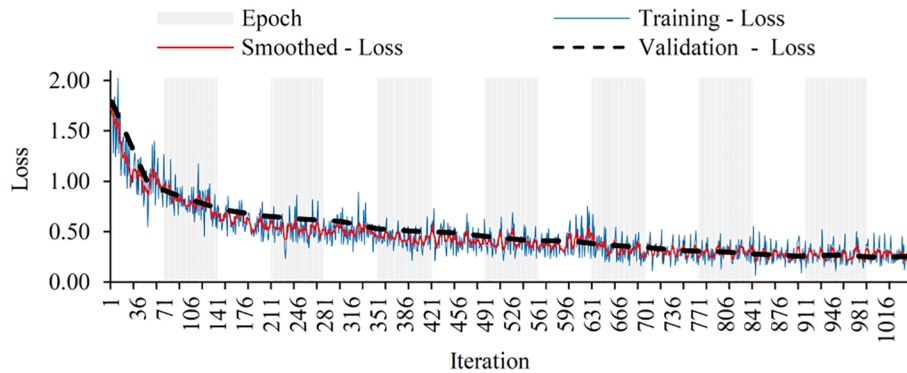 Epoch
Training - Loss
Smoothed - Loss
Validation - Loss
2.00
1.50
1.00
0.50
0.00
Loss
1 36 71 106 141 176 211 246 281 316 351 386 421 456 491 526 561 596 631 666 701 736 771 806 841 876 911 946 981 1016
Iteration